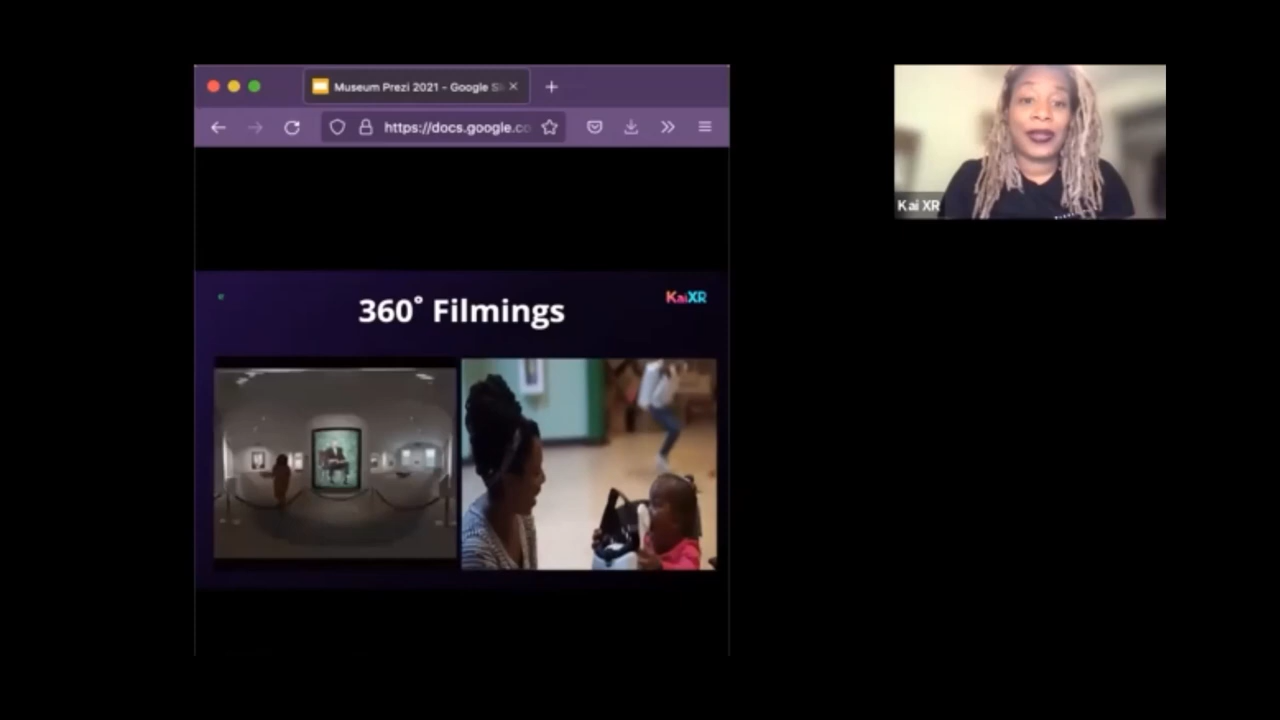 Museum Prezi 2021 - Google Sl
https://docs.google.co
Kai XR
360° Filmings
KaiXR